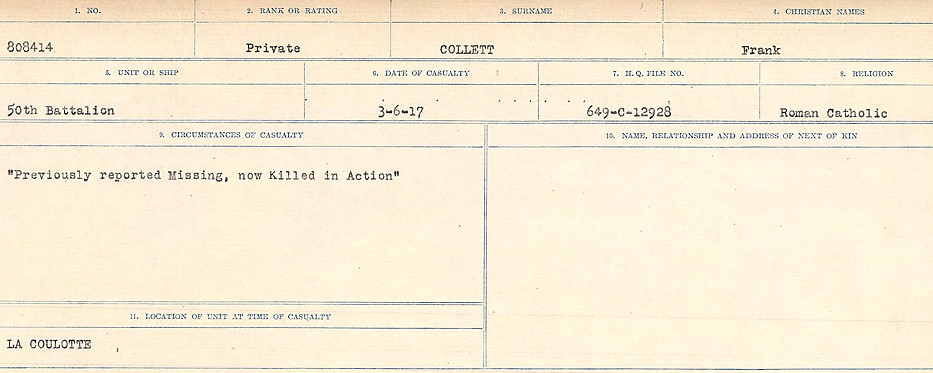 1. NO.
2. RANK OR RATING
3. SURNAME
4. CHRISTIAN NAMES
808414
Private
COLLETT
Frank
5. UNIT OR SHIP
6. DATE OF CASUALTY
7. H.Q. FILE NO.
8. RELIGION
50th Battalion
3-6-17
649-C-12928
Roman Catholic
9. CIRCUMSTANCES OF CASUALTY
10. NAME, RELATIONSHIP AND ADDRESS OF NEXT OF KIN
"Previously reported Missing, now Killed in Action"
11. LOCATION OF UNIT AT TIME OF CASUALTY
LA COULOTTE